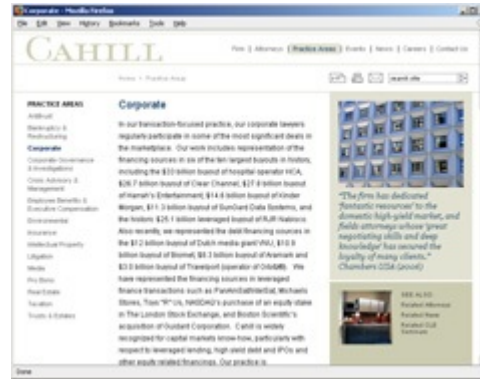 Corporate - Mozilla Firefox
File Edit View History Bookmarks Tools Help
CAHILL
Firm | Attorneys | Practice Areas | Events | News | Careers | Contact Us
Home > Practice Areas
search site
PRACTICE AREAS
Antitrust
Bankruptcy &
Restructuring
Corporate
Corporate Governance
& Investigations
Crisis Advisory &
Management
Employee Benefits &
Executive Compensation
Environmental
Insurance
Intellectual Property
Litigation
Media
Pro Bono
Real Estate
Taxation
Trusts & Estates
Corporate
In our transaction-focused practice, our corporate lawyers
regularly participate in some of the most significant deals in
the marketplace. Our work includes representation of the
financing sources in six of the ten largest buyouts in history,
including the $33 billion buyout of hospital operator HCA,
$26.7 billion buyout of Clear Channel, $27.8 billion buyout
of Harrah's Entertainment, $14.6 billion buyout of Kinder
Morgan, $11.3 billion buyout of SunGard Data Systems, and
the historic $25.1 billion leveraged buyout of RJR Nabisco.
Also recently, we represented the debt financing sources in
the $12 billion buyout of Dutch media giant VNU, $10.9
billion buyout of Biomet, $8.3 billion buyout of Aramark and
$3.0 billion buyout of Travelport (operator of Orbitz®). We
have represented the financing sources in leveraged
finance transactions such as PanAmSat/Intelsat, Michaels
Stores, Toys "R" Us, NASDAQ's purchase of an equity stake
in The London Stock Exchange, and Boston Scientific's
acquisition of Guidant Corporation. Cahill is widely
recognized for capital markets know-how, particularly with
respect to leveraged lending, high yield debt and IPOs and
other equity related financings. Our practice is
"The firm has dedicated
'fantastic resources' to the
domestic high-yield market, and
fields attorneys whose 'great
negotiating skills and deep
knowledge' has secured the
loyalty of many clients."
Chambers USA (2006)
SEE ALSO:
Related Attorneys
Related News
Related CLE
Seminars
Done